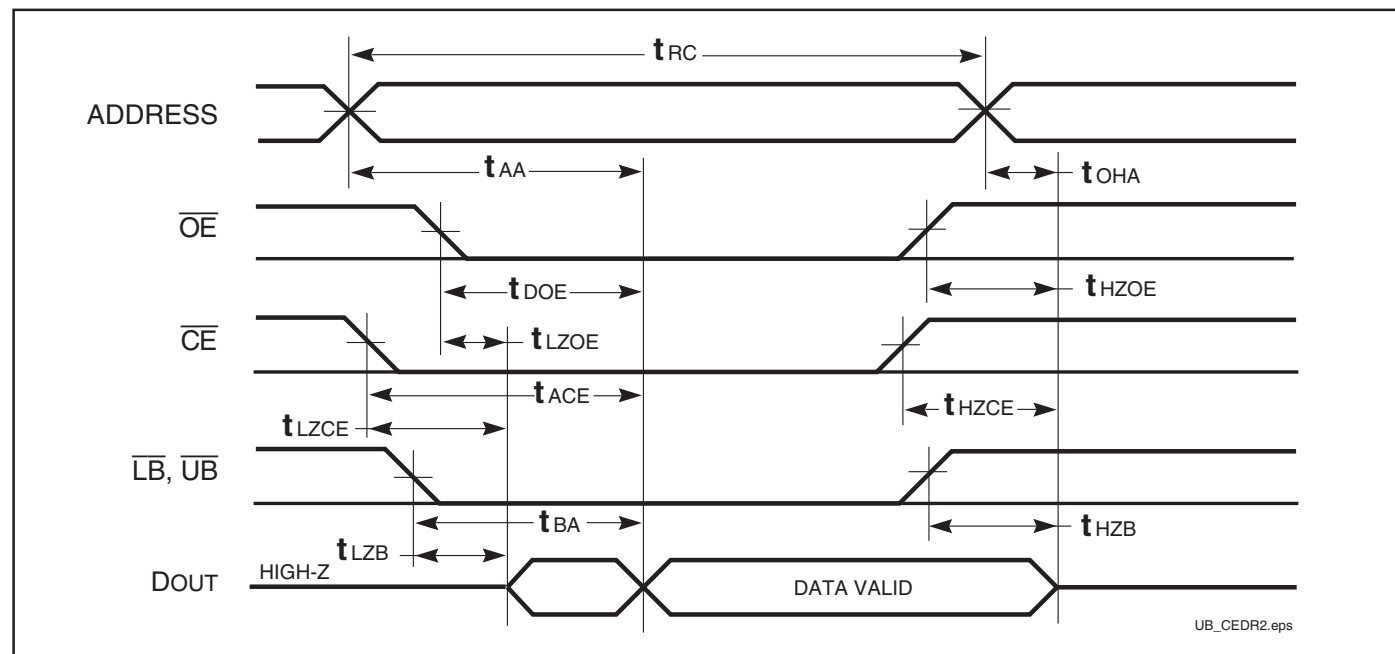 tRC
ADDRESS
tAA
tOHA
OE
tDOE
tHZOE
CE
tLZOE
tACE
tHZCE
tLZCE
LB, UB
tBA
tHZB
tLZB
DOUT
HIGH-Z
DATA VALID
UB_CEDR2.eps